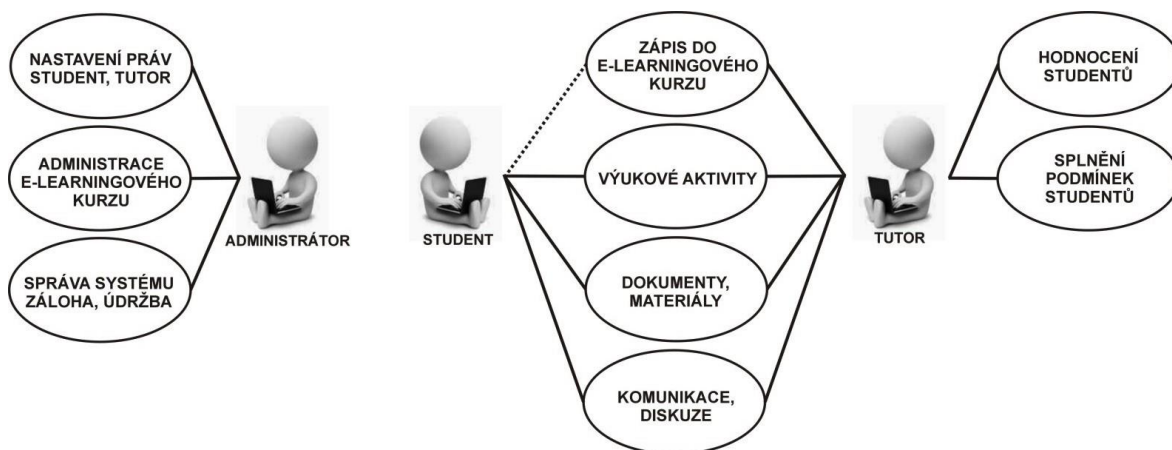 NASTAVENÍ PRÁV
STUDENT, TUTOR
ADMINISTRACE
E-LEARNINGOVÉHO
KURZU
SPRÁVA SYSTÉMU
ZÁLOHA, ÚDRŽBA
ADMINISTRÁTOR
STUDENT
ZÁPIS DO
E-LEARNINGOVÉHO
KURZU
VÝUKOVÉ AKTIVITY
DOKUMENTY,
MATERIÁLY
KOMUNIKACE,
DISKUZE
TUTOR
HODNOCENÍ
STUDENTŮ
SPLNĚNÍ
PODMÍNEK
STUDENTŮ